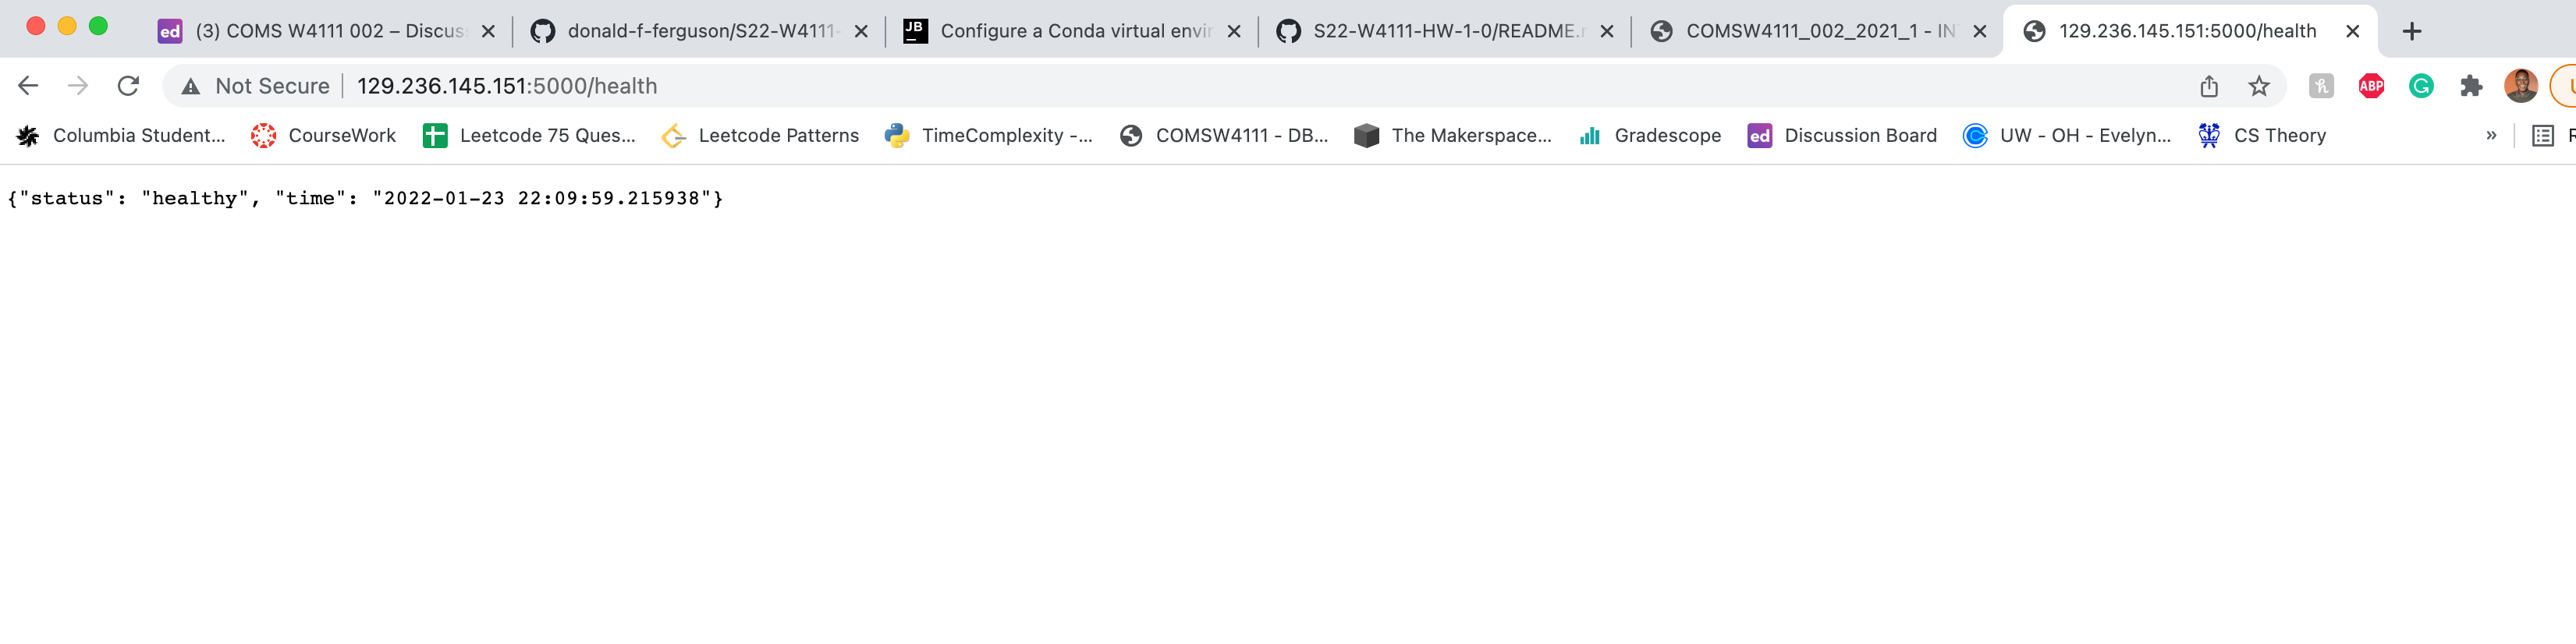 ed (3) COMS W4111 002 – Discus donald-f-ferguson/S22-W4111- JB Configure a Conda virtual envir S22-W4111-HW-1-0/README.r COMSW4111_002_2021_1 - IN 129.236.145.151:5000/health
Not Secure 129.236.145.151:5000/health ABP
Columbia Student... CourseWork Leetcode 75 Ques... Leetcode Patterns TimeComplexity -... COMSW4111 - DB... The Makerspace... Gradescope ed Discussion Board UW - OH - Evelyn... CS Theory »
{"status": "healthy", "time": "2022-01-23 22:09:59.215938"}